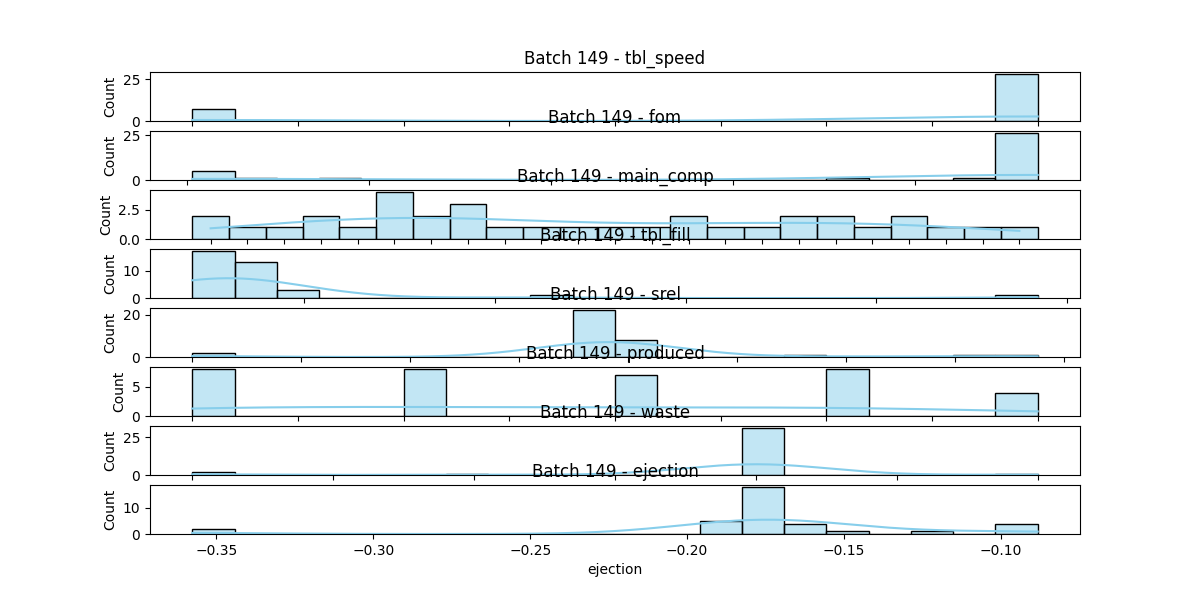 Batch 149 - tbl_speed
25
0
Count
Batch 149 - fom
25
0
Count
Batch 149 - main_comp
2.5
0.0
Count
Batch 149 - tbl_fill
10
0
Count
Batch 149 - srel
20
0
Count
Batch 149 - produced
5
0
Count
Batch 149 - waste
25
0
Count
Batch 149 - ejection
10
0
Count
−0.35 −0.30 −0.25 −0.20 −0.15 −0.10
ejection